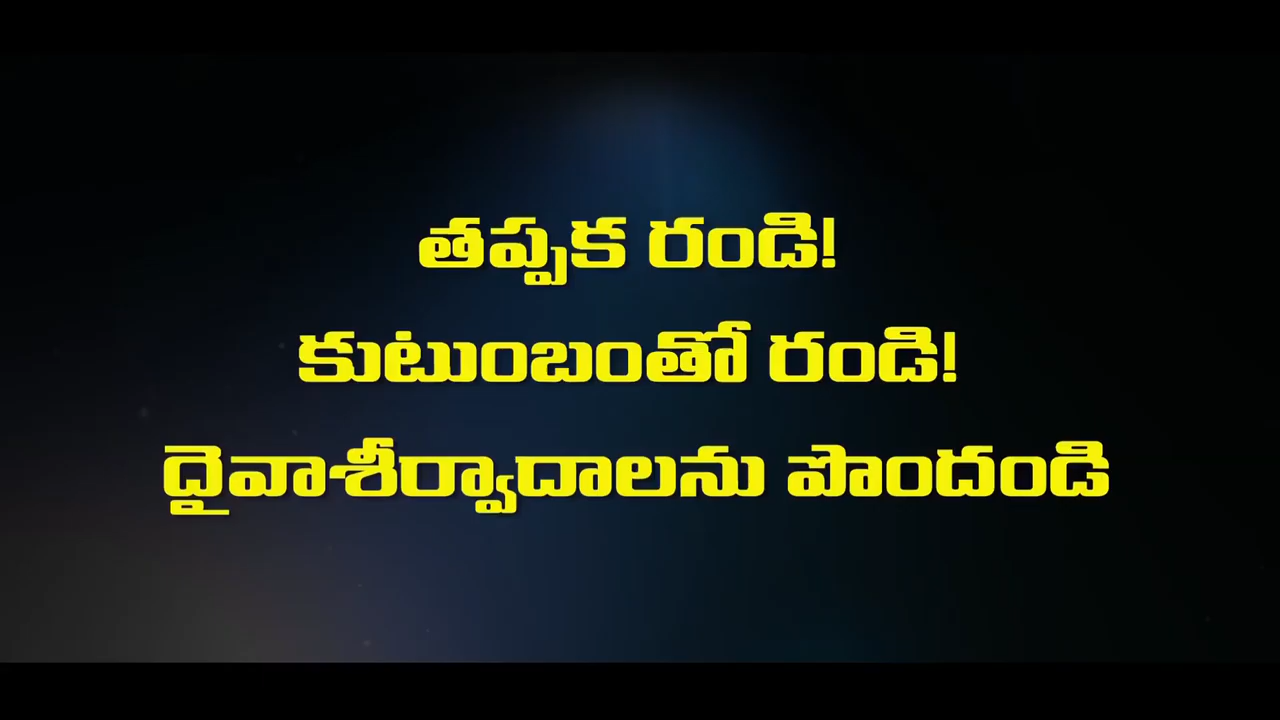 తప్పక రండి!
కుటుంబంతో రండి!
దైవాశీర్వాదాలను పొందండి